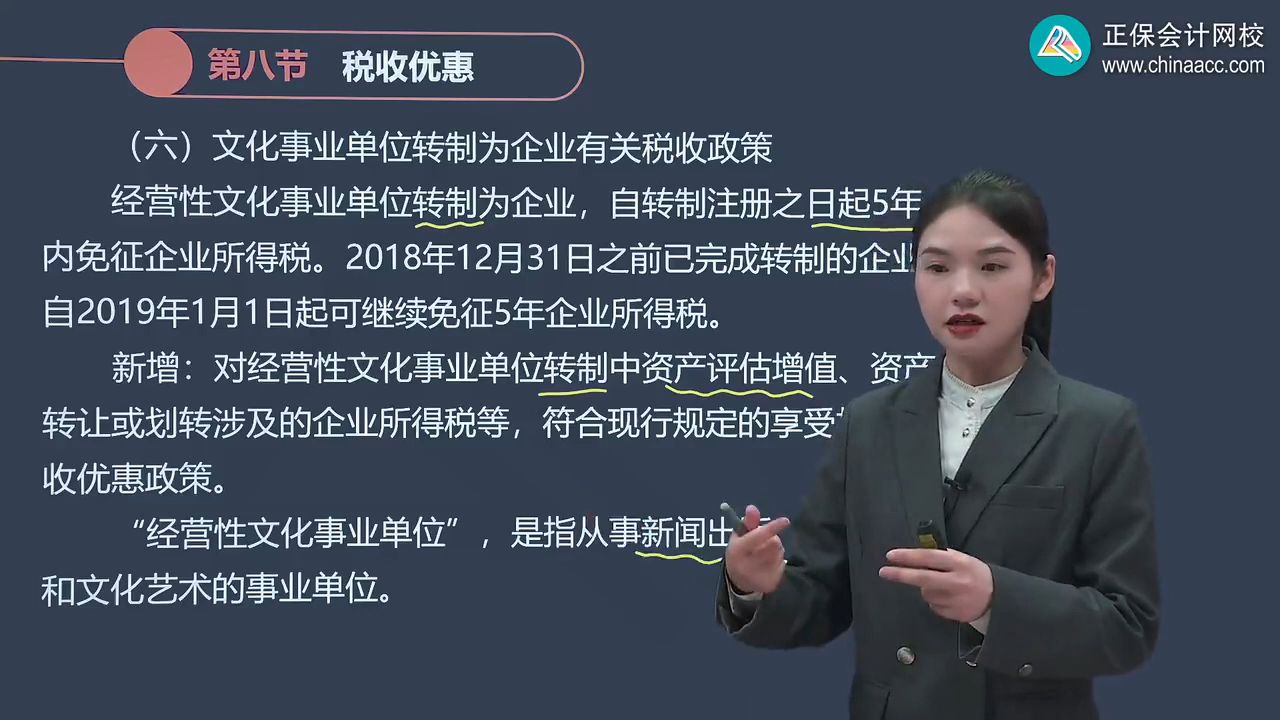 第八节 税收优惠
正保会计网校
www.chinaacc.com
（六）文化事业单位转制为企业有关税收政策
经营性文化事业单位转制为企业，自转制注册之日起5年
内免征企业所得税。2018年12月31日之前已完成转制的企业
自2019年1月1日起可继续免征5年企业所得税。
新增：对经营性文化事业单位转制中资产评估增值、资产
转让或划转涉及的企业所得税等，符合现行规定的享受
收优惠政策。
“经营性文化事业单位”，是指从事新闻出
和文化艺术的事业单位。